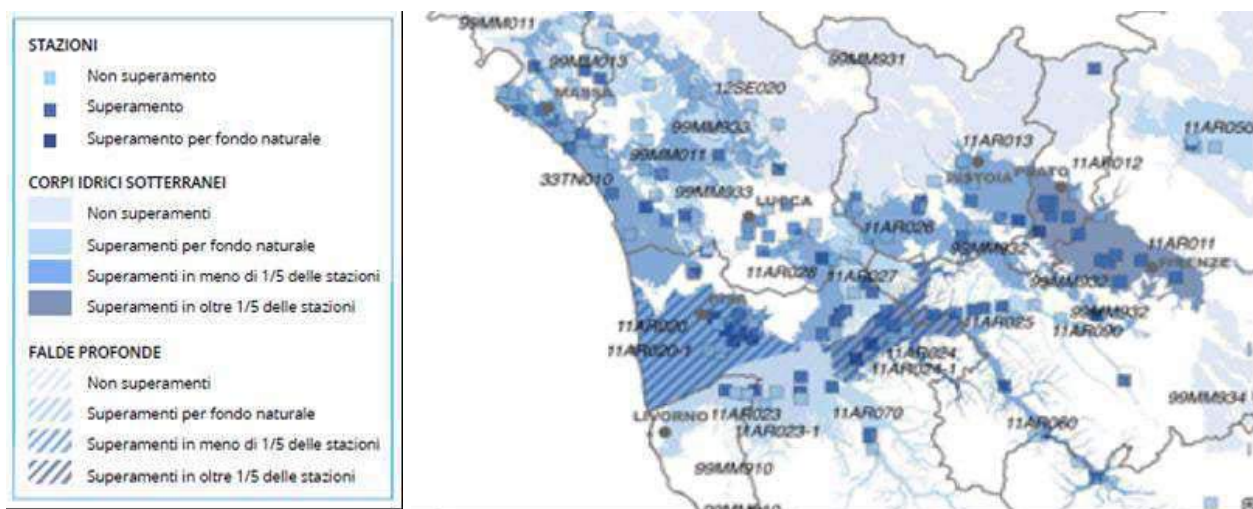 STAZIONI
Non superamento
Superamento
Superamento per fondo naturale
CORPI IDRICI SOTTERRANEI
Non superamenti
Superamenti per fondo naturale
Superamenti in meno di 1/5 delle stazioni
Superamenti in oltre 1/5 delle stazioni
FALDE PROFONDE
Non superamenti
Superamenti per fondo naturale
Superamenti in meno di 1/5 delle stazioni
Superamenti in oltre 1/5 delle stazioni
99MM011
99MM013
99MM931
MASSA
12SE020
99MM933
11AR013
11AR050
99MM011
PISTOIA
PRATO
11AR012
33TN010
99MM933
LUCCA
11AR026
99MM932
11AR011
FIRENZE
11AR028
11AR027
99MM932
PISA
11AR020
11AR025
99MM932
11AR090
11AR020-1
11AR024
11AR024-1
99MM934
LIVORNO
11AR023
11AR070
11AR023-1
11AR060
99MM910